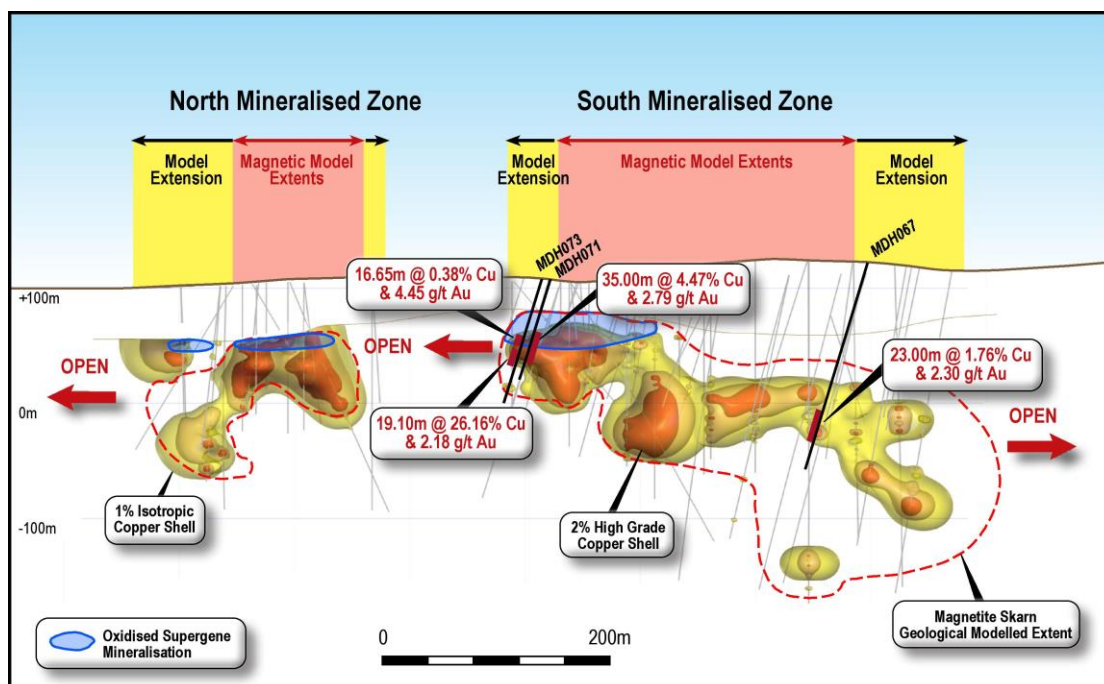 North Mineralised Zone
South Mineralised Zone
Model
Extension
Magnetic Model
Extents
Model
Extension
Magnetic Model Extents
Model
Extension
MDH073
MDH071
MDH067
16.65m @ 0.38% Cu
& 4.45 g/t Au
35.00m @ 4.47% Cu
& 2.79 g/t Au
+100m
OPEN
OPEN
23.00m @ 1.76% Cu
& 2.30 g/t Au
0m
19.10m @ 26.16% Cu
& 2.18 g/t Au
OPEN
1% Isotropic
Copper Shell
2% High Grade
Copper Shell
-100m
Magnetite Skarn
Geological Modelled Extent
Oxidised Supergene
Mineralisation
0
200m